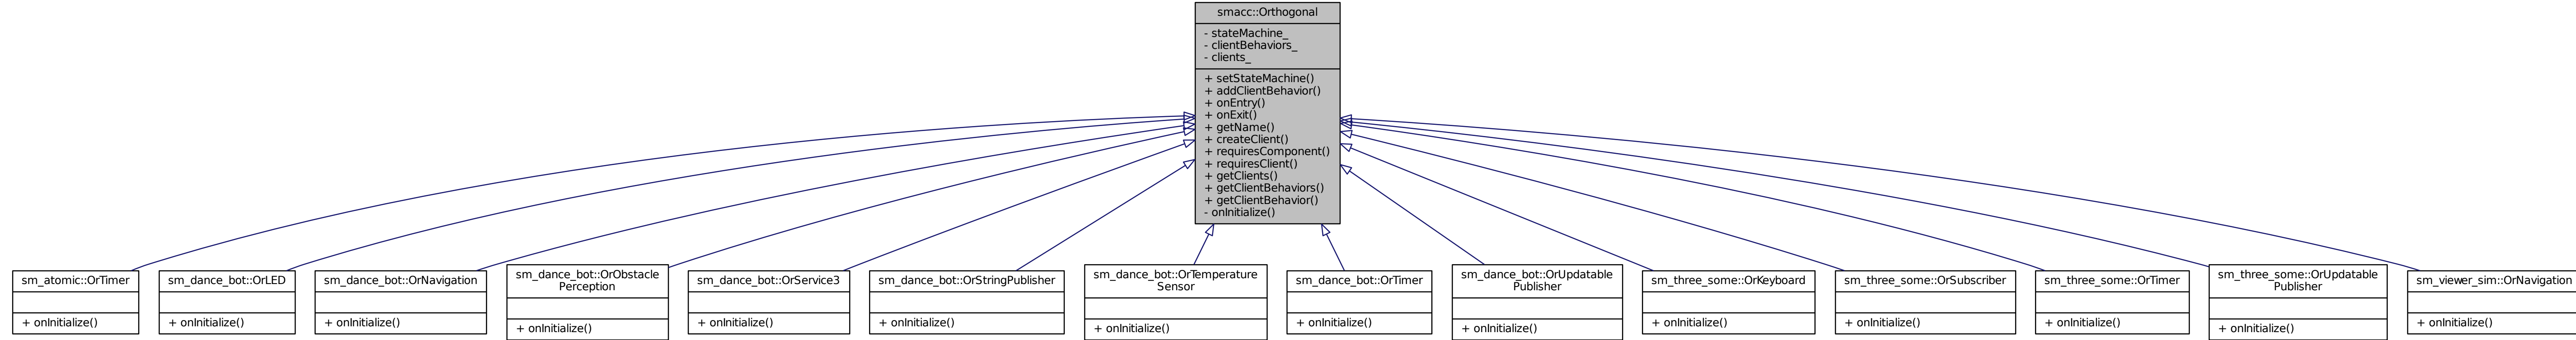 smacc::Orthogonal
- stateMachine_
- clientBehaviors_
- clients_
+ setStateMachine()
+ addClientBehavior()
+ onEntry()
+ onExit()
+ getName()
+ createClient()
+ requiresComponent()
+ requiresClient()
+ getClients()
+ getClientBehaviors()
+ getClientBehavior()
- onInitialize()
sm_atomic::OrTimer
+ onInitialize()
sm_dance_bot::OrLED
+ onInitialize()
sm_dance_bot::OrNavigation
+ onInitialize()
sm_dance_bot::OrObstacle
Perception
+ onInitialize()
sm_dance_bot::OrService3
+ onInitialize()
sm_dance_bot::OrStringPublisher
+ onInitialize()
sm_dance_bot::OrTemperature
Sensor
+ onInitialize()
sm_dance_bot::OrTimer
+ onInitialize()
sm_dance_bot::OrUpdatable
Publisher
+ onInitialize()
sm_three_some::OrKeyboard
+ onInitialize()
sm_three_some::OrSubscriber
+ onInitialize()
sm_three_some::OrTimer
+ onInitialize()
sm_three_some::OrUpdatable
Publisher
+ onInitialize()
sm_viewer_sim::OrNavigation
+ onInitialize()